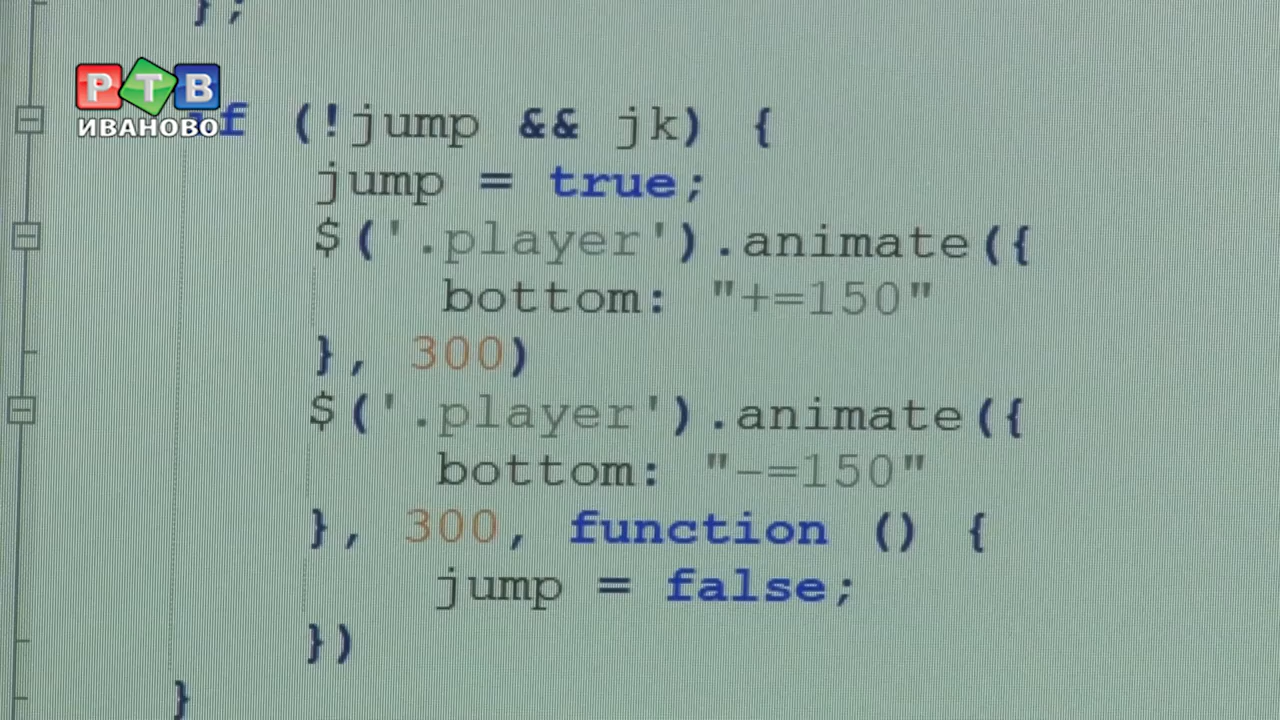 };
РТВ
ИВАНОВО
if (!jump && jk) {
jump = true;
$('.player').animate({
bottom: "+=150"
}, 300)
$('.player').animate({
bottom: "-=150"
}, 300, function () {
jump = false;
})
}